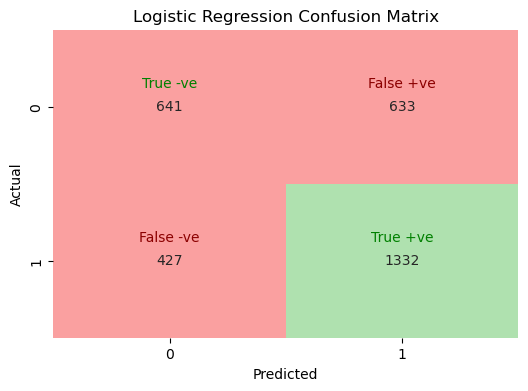 Logistic Regression Confusion Matrix
True -ve
641
False +ve
633
False -ve
427
True +ve
1332
Actual
0
1
0
1
Predicted